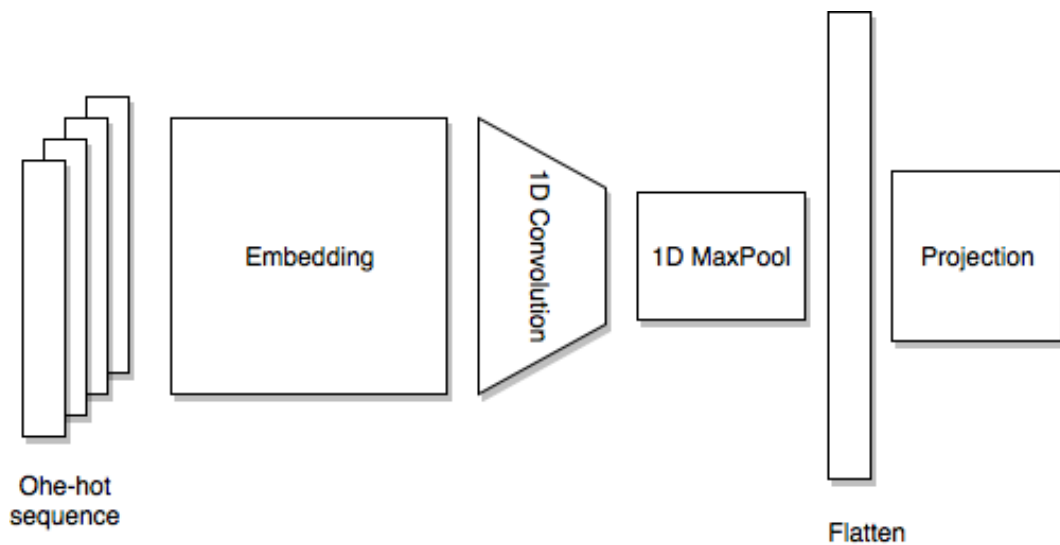 Ohe-hot
sequence
Embedding
1D Convolution
1D MaxPool
Flatten
Projection